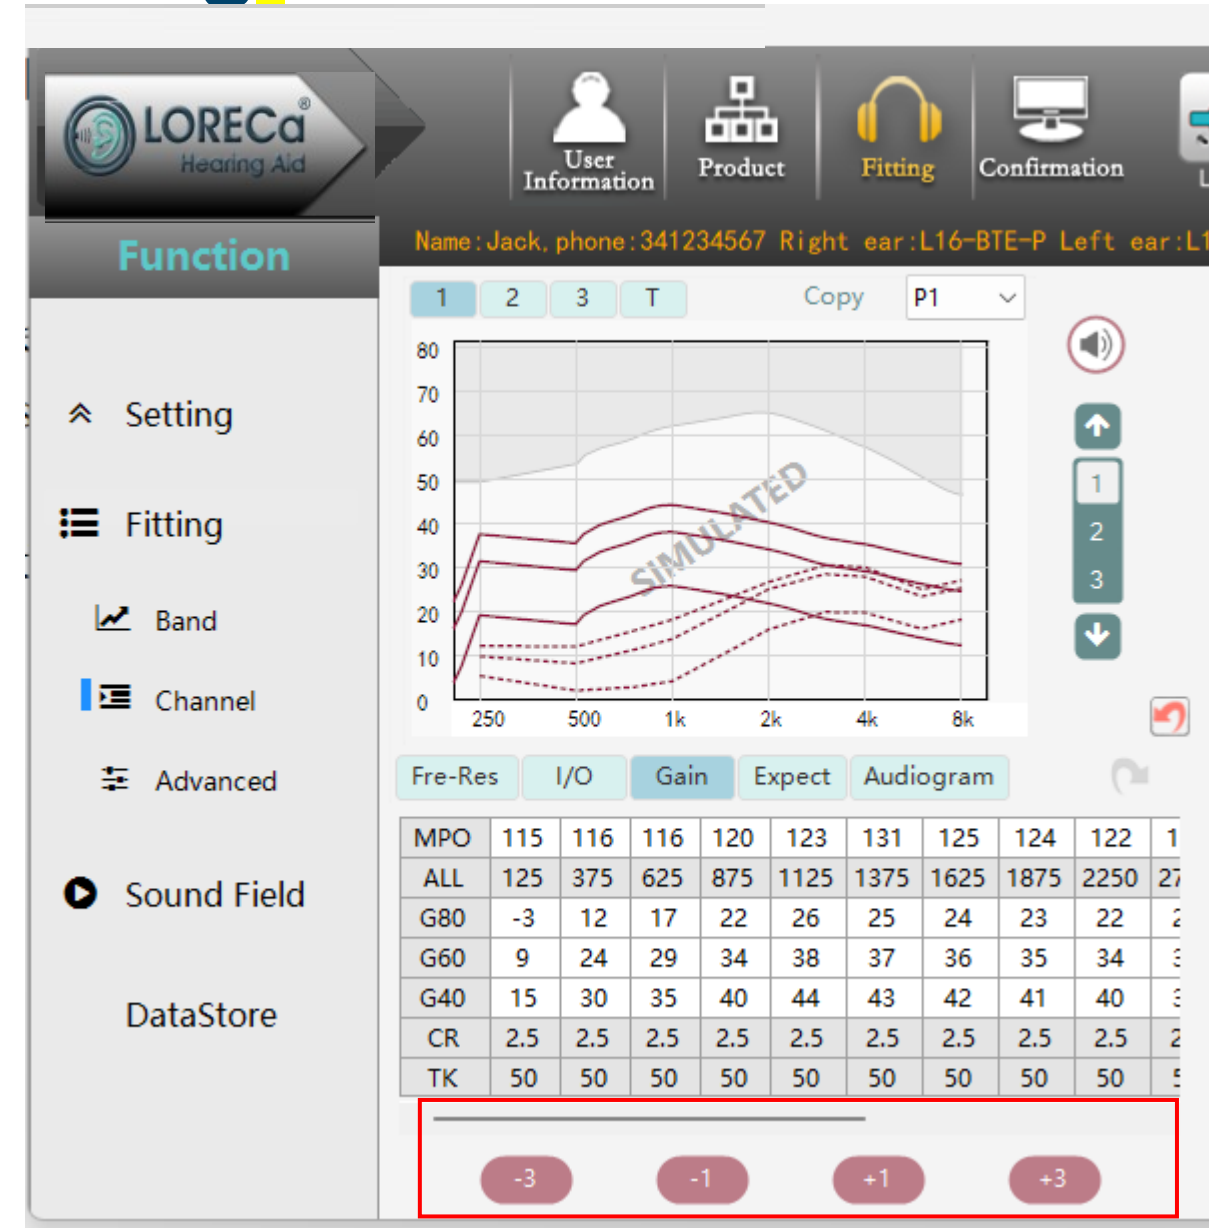 LORECa®
Hearing Aid
User
Information
Product
Fitting
Confirmation
Function
Name:Jack, phone:341234567 Right ear:L16-BTE-P Left ear:L1
1 2 3 T Copy P1
80
70
60
50
40
30
20
10
0
250 500 1k 2k 4k 8k
SIMULATED
1
2
3
Setting
Fitting
Band
Channel
Advanced
Sound Field
DataStore
Fre-Res I/O Gain Expect Audiogram
MPO 115 116 116 120 123 131 125 124 122
ALL 125 375 625 875 1125 1375 1625 1875 2250 27
G80 -3 12 17 22 26 25 24 23 22
G60 9 24 29 34 38 37 36 35 34
G40 15 30 35 40 44 43 42 41 40
CR 2.5 2.5 2.5 2.5 2.5 2.5 2.5 2.5 2.5
TK 50 50 50 50 50 50 50 50 50
-3 -1 +1 +3